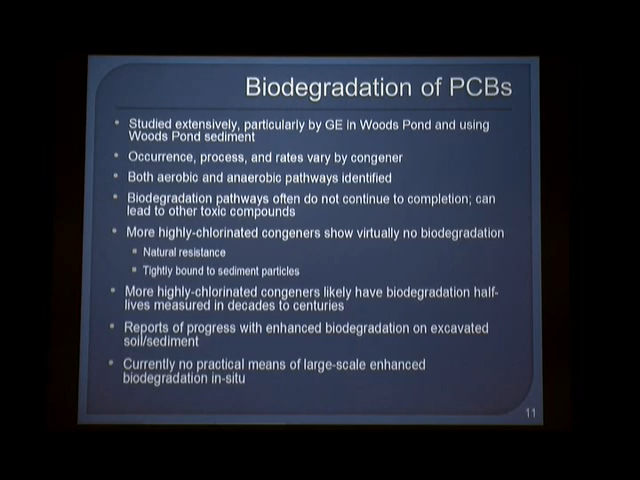 Biodegradation of PCBs
• Studied extensively, particularly by GE in Woods Pond and using
Woods Pond sediment
• Occurrence, process, and rates vary by congener
• Both aerobic and anaerobic pathways identified
• Biodegradation pathways often do not continue to completion; can
lead to other toxic compounds
• More highly-chlorinated congeners show virtually no biodegradation
• Natural resistance
• Tightly bound to sediment particles
• More highly-chlorinated congeners likely have biodegradation half-
lives measured in decades to centuries
• Reports of progress with enhanced biodegradation on excavated
soil/sediment
• Currently no practical means of large-scale enhanced
biodegradation in-situ
11